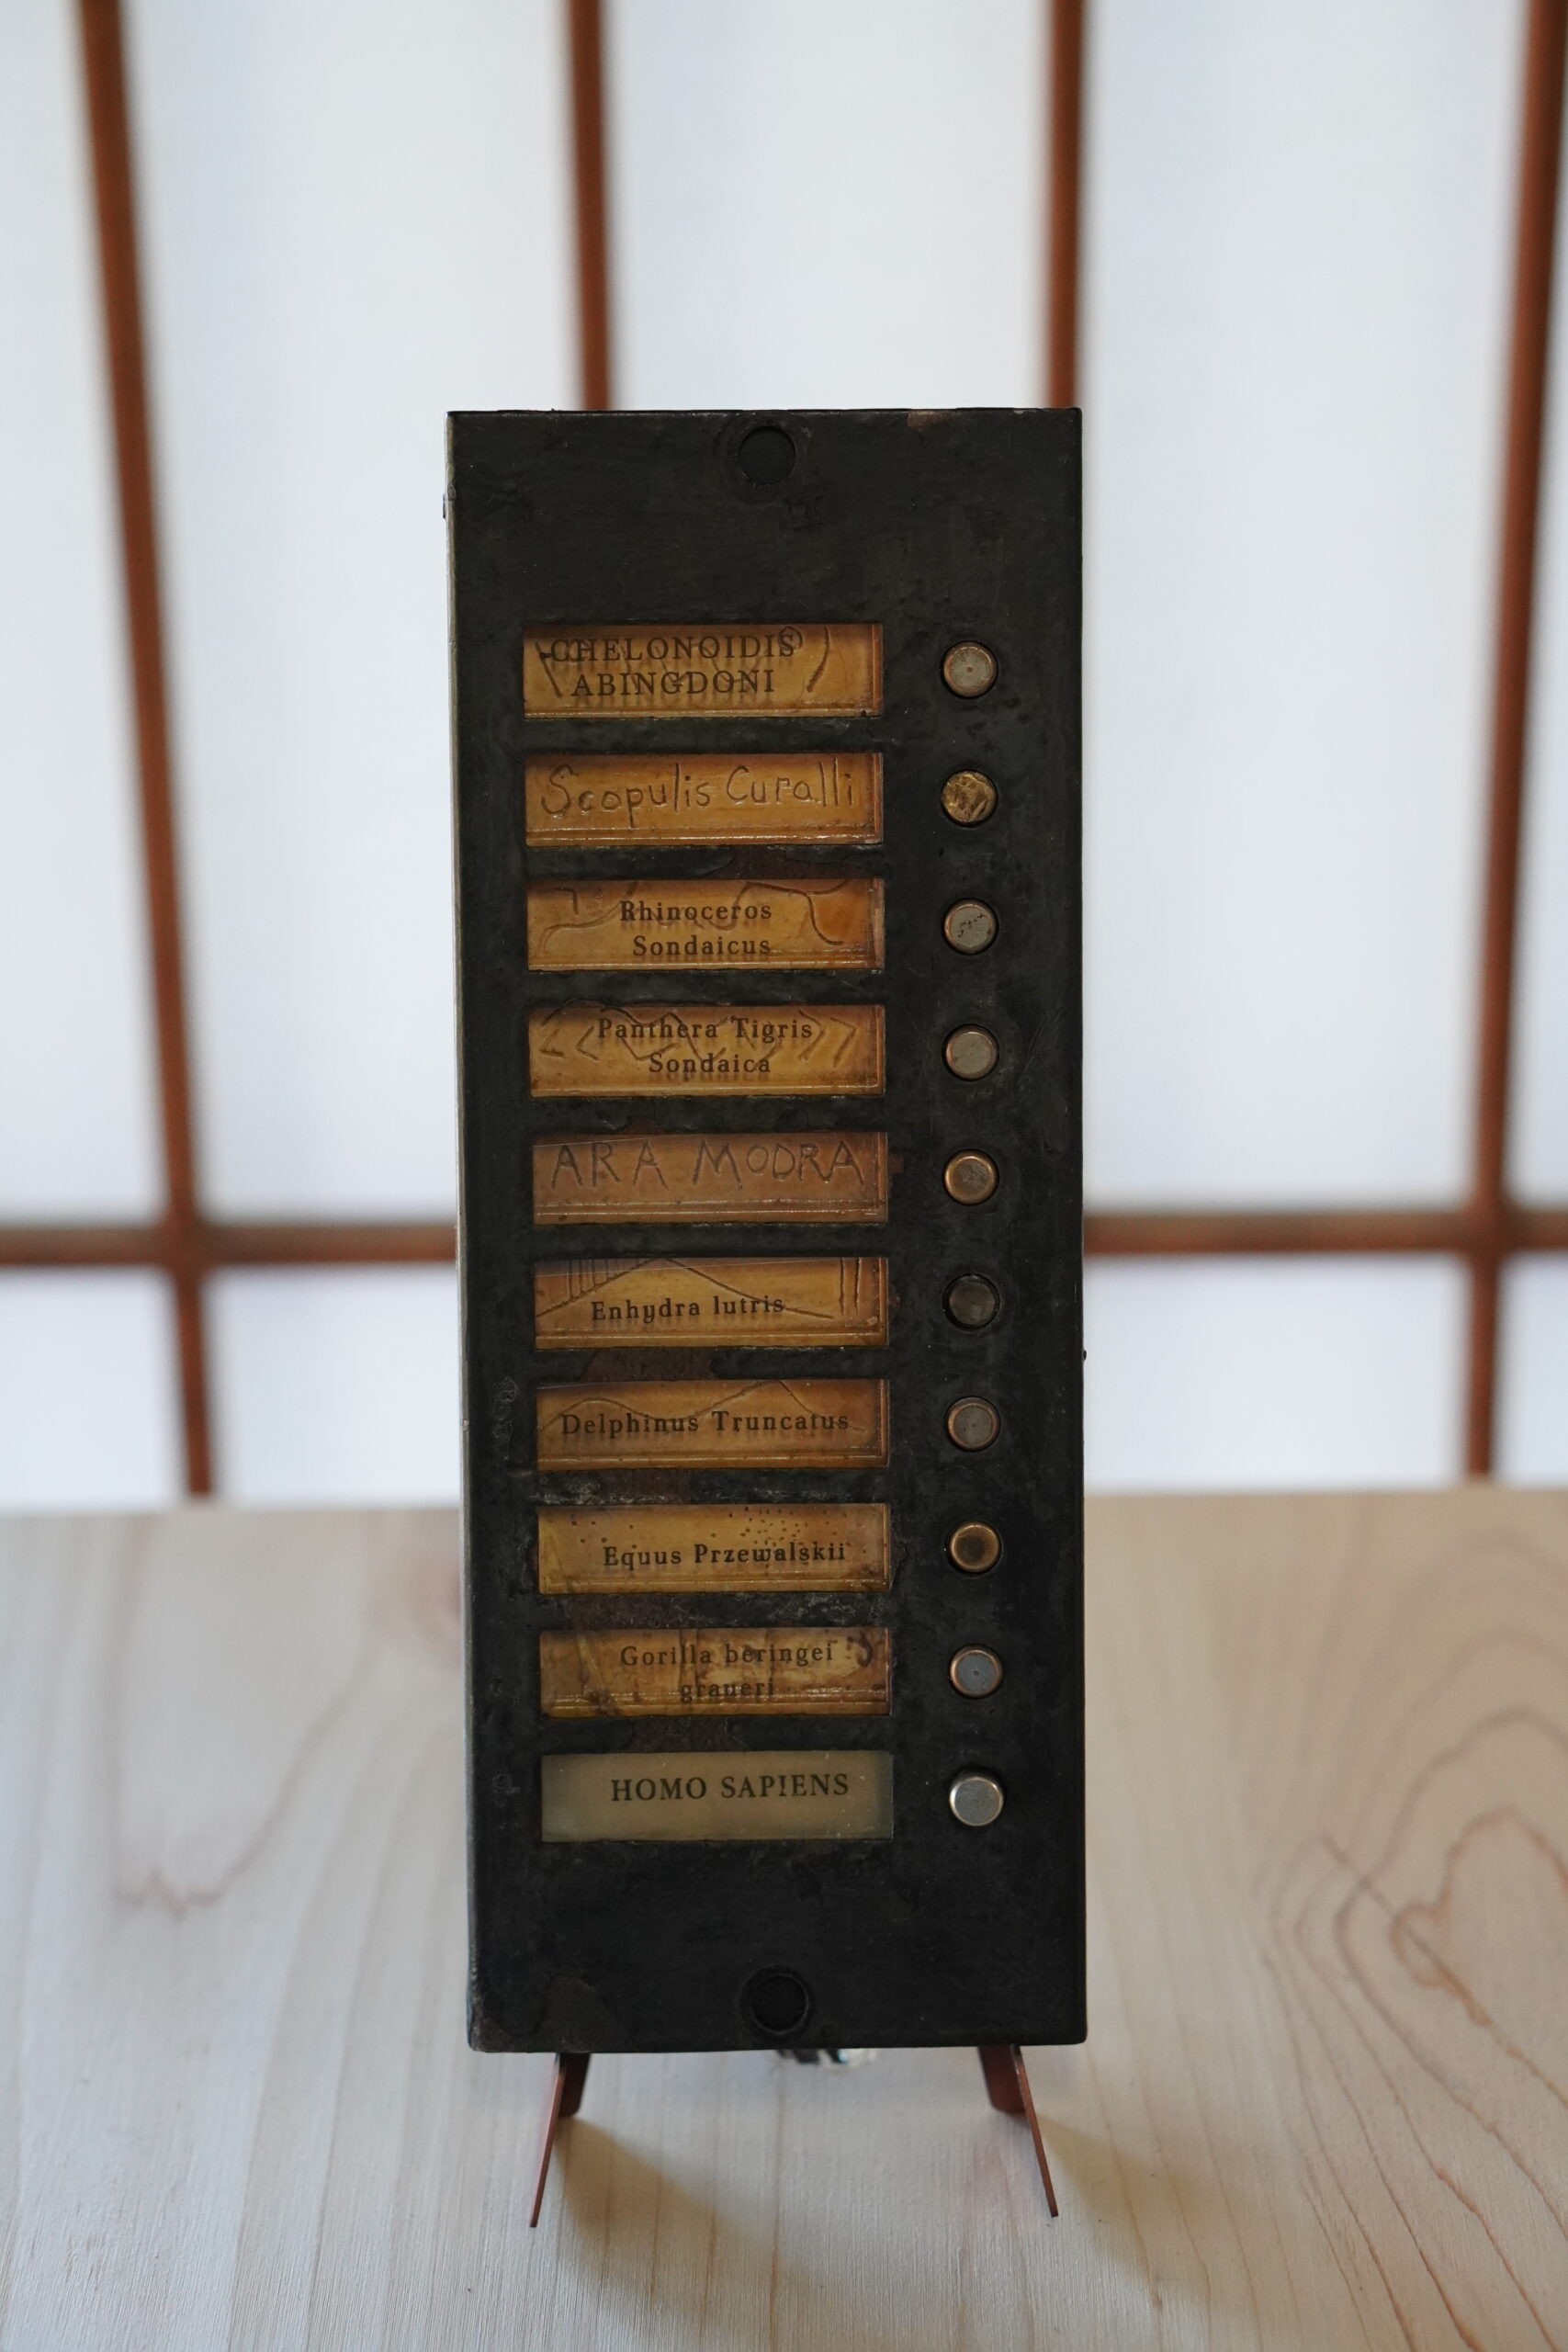 CHELONOIDIS
ABINGDONI
Scopulis Curalli
Rhinoceros
Sondaicus
Panthera Tigris
Sondaica
ARA MODRA
Enhydra lutris
Delphinus Truncatus
Equus Przewalskii
Gorilla beringei
graueri
HOMO SAPIENS